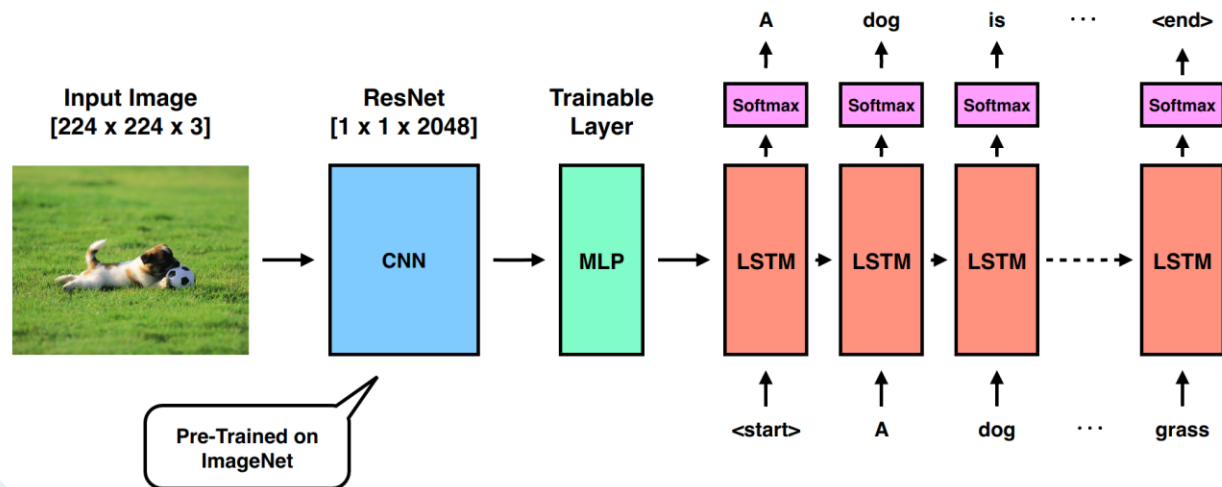 Input Image
[224 x 224 x 3]
ResNet
[1 x 1 x 2048]
CNN
Pre-Trained on
ImageNet
Trainable
Layer
MLP
A dog is ... <end>
Softmax Softmax Softmax Softmax
LSTM LSTM LSTM LSTM
<start> A dog ... grass